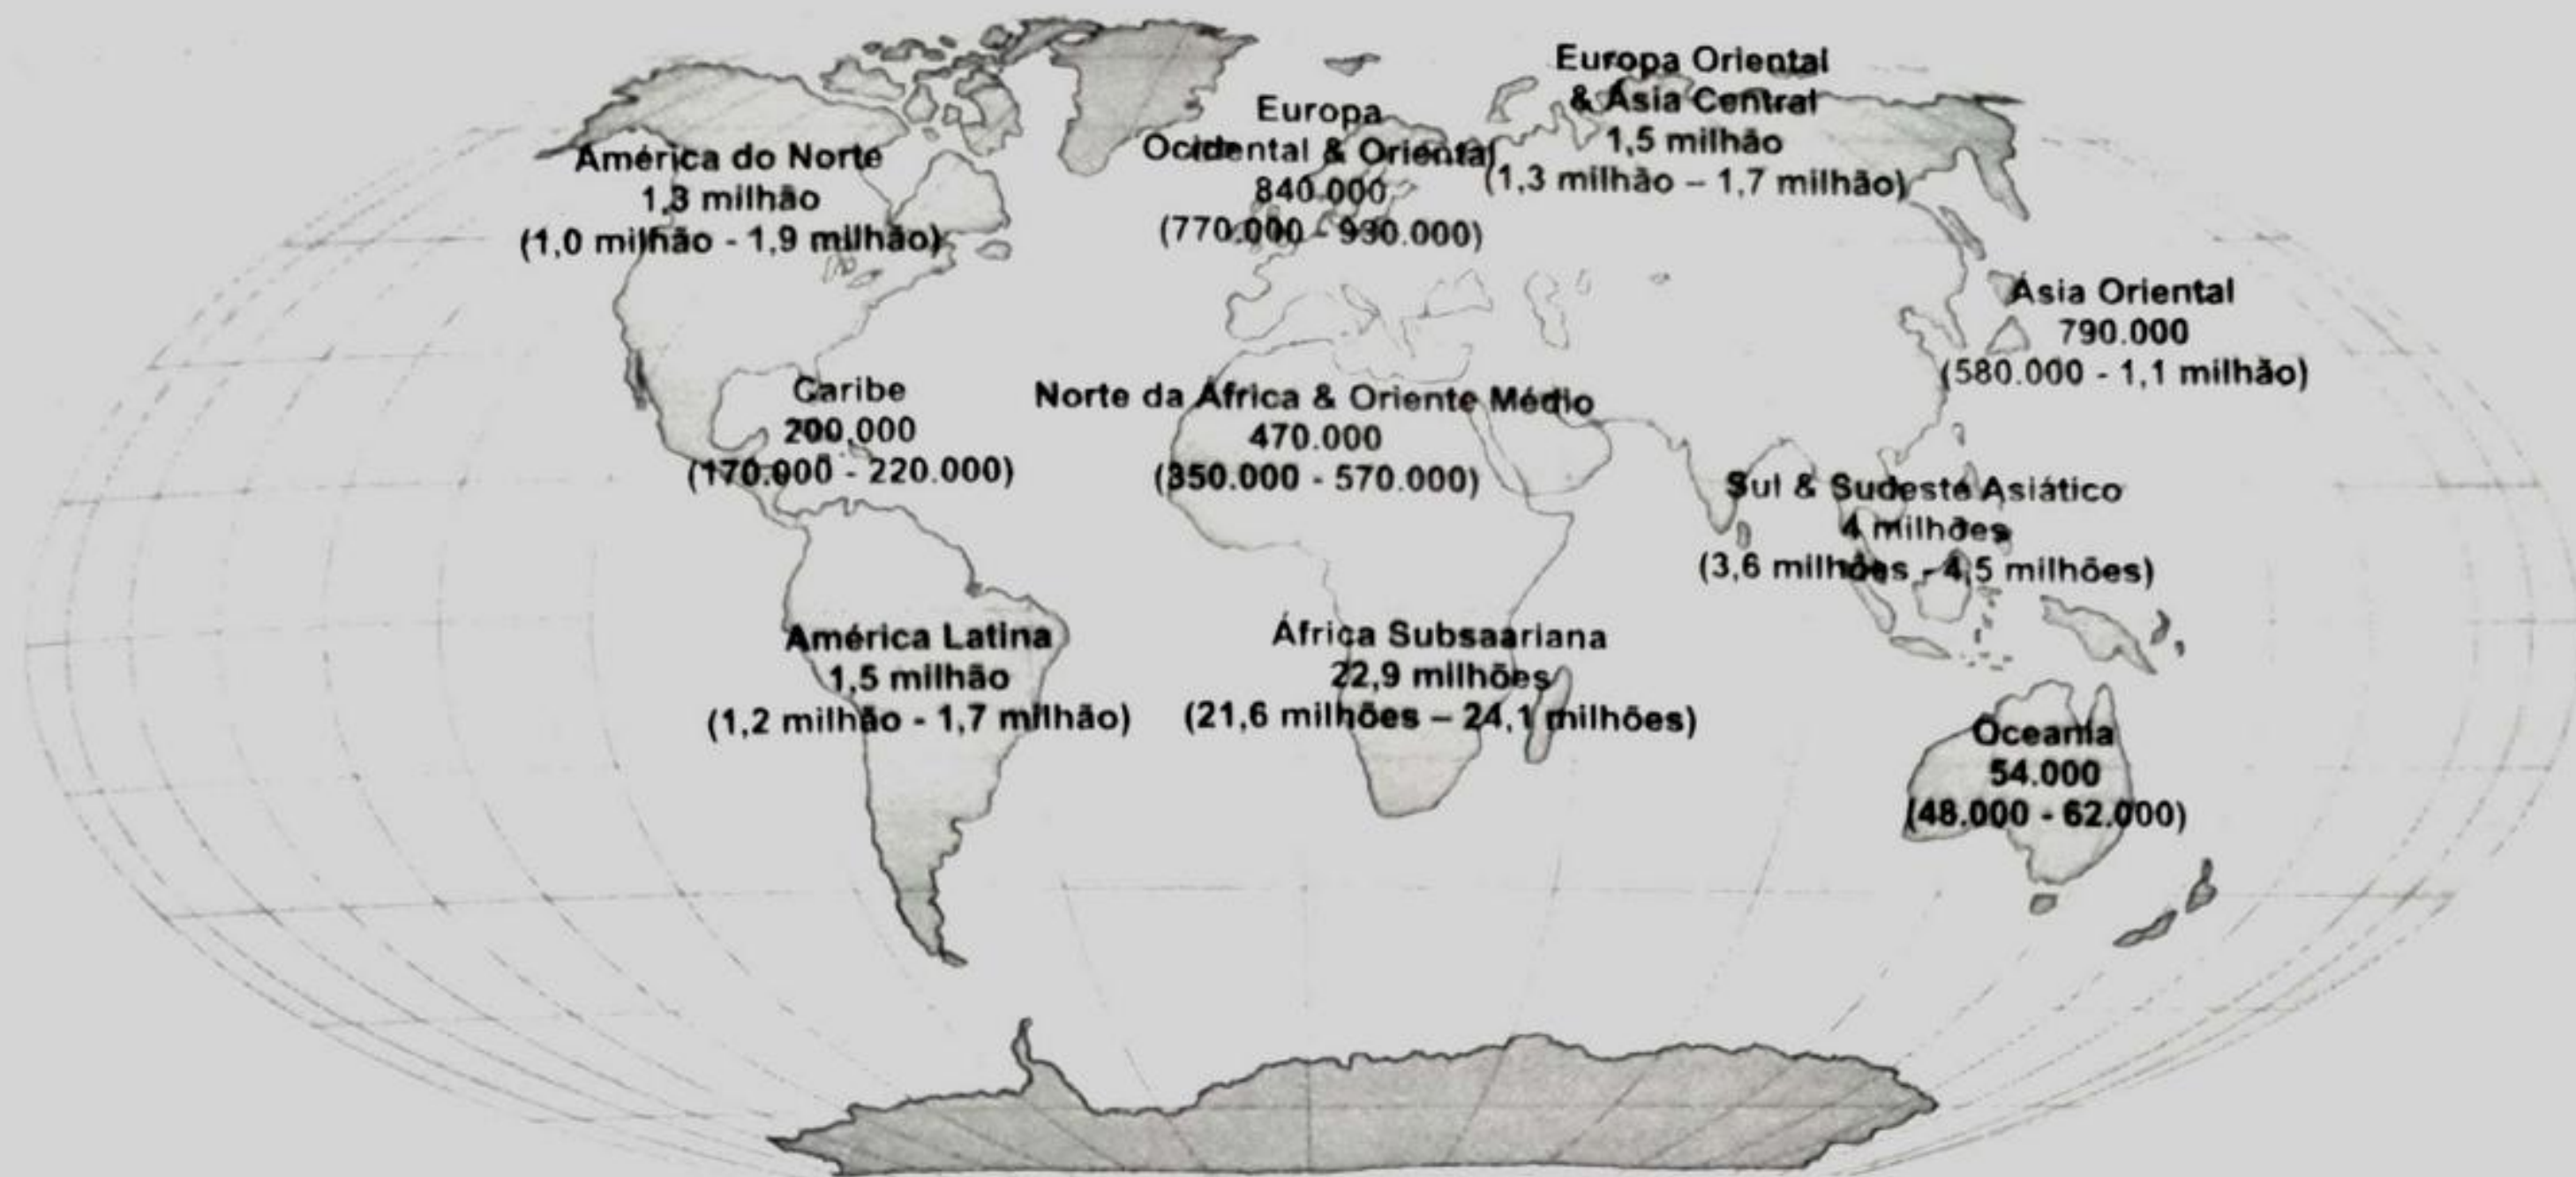 Europa Oriental
& Ásia Central
1,5 milhão
(1,3 milhão – 1,7 milhão)
Europa
Ocidental & Oriental
840.000
(770.000 - 930.000)
América do Norte
1,3 milhão
(1,0 milhão - 1,9 milhão)
Ásia Oriental
790.000
(580.000 - 1,1 milhão)
Caribe
200.000
(170.000 - 220.000)
Norte da África & Oriente Médio
470.000
(350.000 - 570.000)
Sul & Sudeste Asiático
4 milhões
(3,6 milhões - 4,5 milhões)
América Latina
1,5 milhão
(1,2 milhão - 1,7 milhão)
África Subsaariana
22,9 milhões
(21,6 milhões – 24,1 milhões)
Oceania
54.000
(48.000 - 62.000)